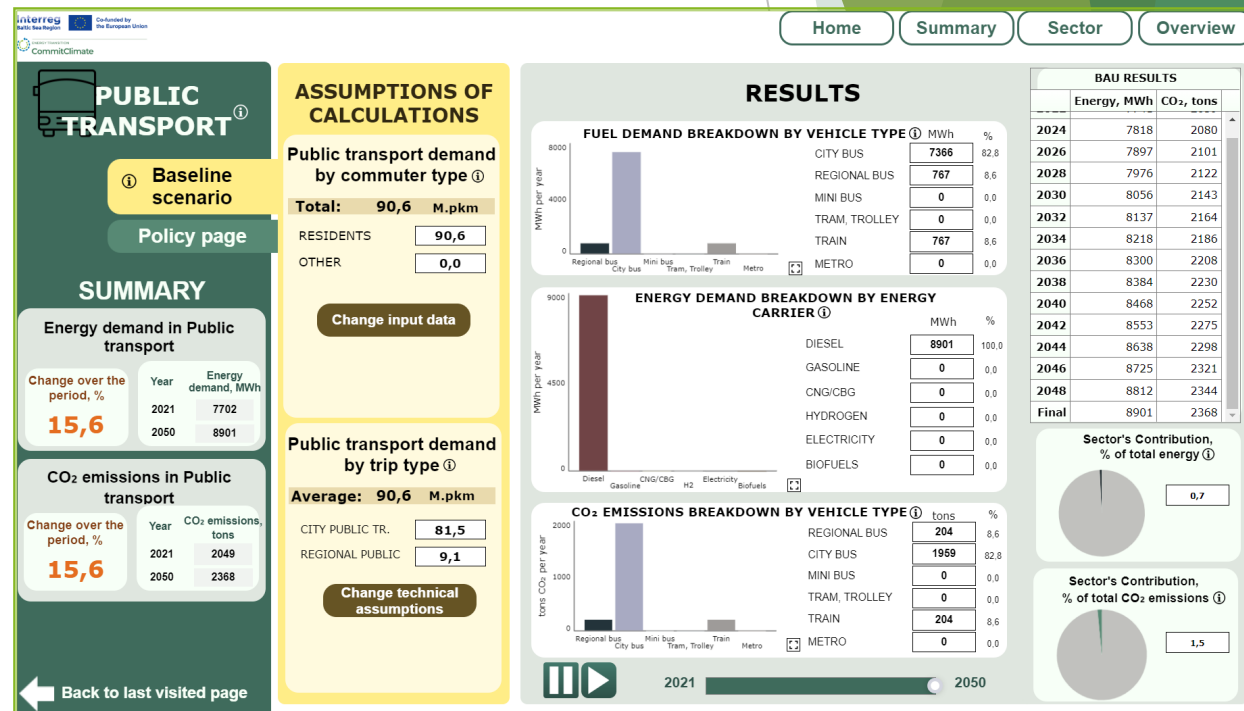 Interreg
Baltic Sea Region
Co-funded by
the European Union
ENERGY TRANSITION
CommitClimate
Home
Summary
Sector
Overview
PUBLIC
TRANSPORT
Baseline
scenario
Policy page
SUMMARY
Energy demand in Public
transport
Change over the
period, %
15,6
Year Energy
demand, MWh
2021 7702
2050 8901
CO₂ emissions in Public
transport
Change over the
period, %
15,6
Year CO₂ emissions,
tons
2021 2049
2050 2368
Back to last visited page
ASSUMPTIONS OF
CALCULATIONS
Public transport demand
by commuter type
Total: 90,6 M.pkm
RESIDENTS 90,6
OTHER 0,0
Change input data
Public transport demand
by trip type
Average: 90,6 M.pkm
CITY PUBLIC TR. 81,5
REGIONAL PUBLIC 9,1
Change technical
assumptions
RESULTS
FUEL DEMAND BREAKDOWN BY VEHICLE TYPE MWh %
8000
4000
0
MWh per year
Regional bus City bus Mini bus Tram, Trolley Train Metro
CITY BUS 7366 82,8
REGIONAL BUS 767 8,6
MINI BUS 0 0,0
TRAM, TROLLEY 0 0,0
TRAIN 767 8,6
METRO 0 0,0
ENERGY DEMAND BREAKDOWN BY ENERGY
CARRIER
MWh %
9000
4500
0
MWh per year
Diesel Gasoline CNG/CBG H2 Electricity Biofuels
DIESEL 8901 100,0
GASOLINE 0 0,0
CNG/CBG 0 0,0
HYDROGEN 0 0,0
ELECTRICITY 0 0,0
BIOFUELS 0 0,0
CO₂ EMISSIONS BREAKDOWN BY VEHICLE TYPE tons %
2000
1000
0
tons CO₂ per year
Regional bus City bus Mini bus Tram, Trolley Train Metro
REGIONAL BUS 204 8,6
CITY BUS 1959 82,8
MINI BUS 0 0,0
TRAM, TROLLEY 0 0,0
TRAIN 204 8,6
METRO 0 0,0
2021 2050
BAU RESULTS
Energy, MWh CO₂, tons
2024 7818 2080
2026 7897 2101
2028 7976 2122
2030 8056 2143
2032 8137 2164
2034 8218 2186
2036 8300 2208
2038 8384 2230
2040 8468 2252
2042 8553 2275
2044 8638 2298
2046 8725 2321
2048 8812 2344
Final 8901 2368
Sector's Contribution,
% of total energy
0,7
Sector's Contribution,
% of total CO₂ emissions
1,5